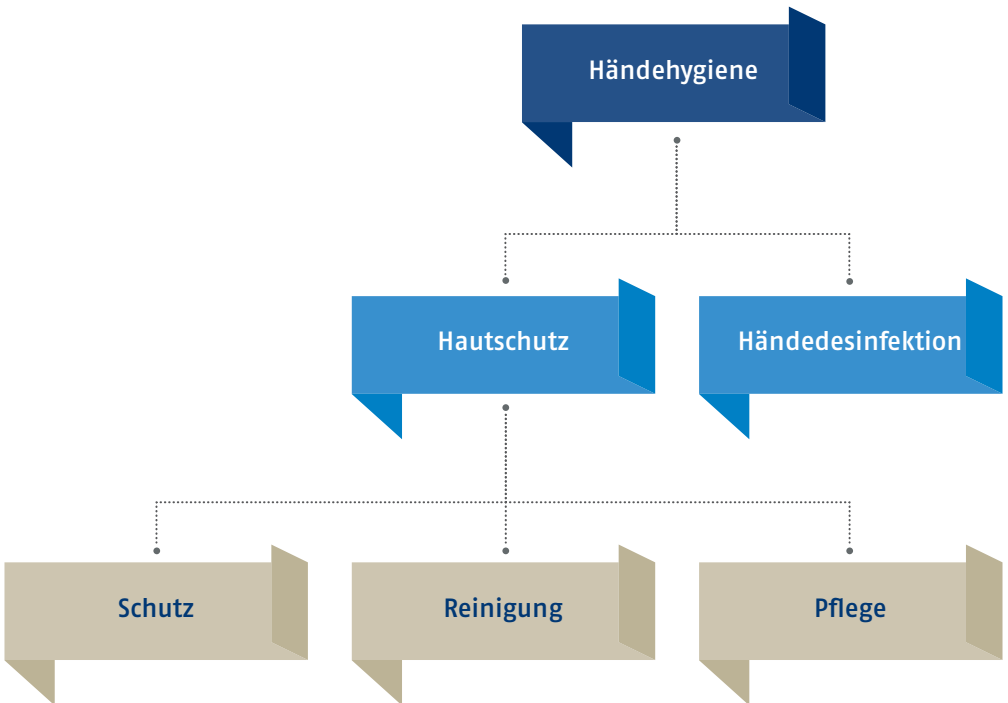 Händehygiene
Hautschutz
Händedesinfektion
Schutz
Reinigung
Pflege